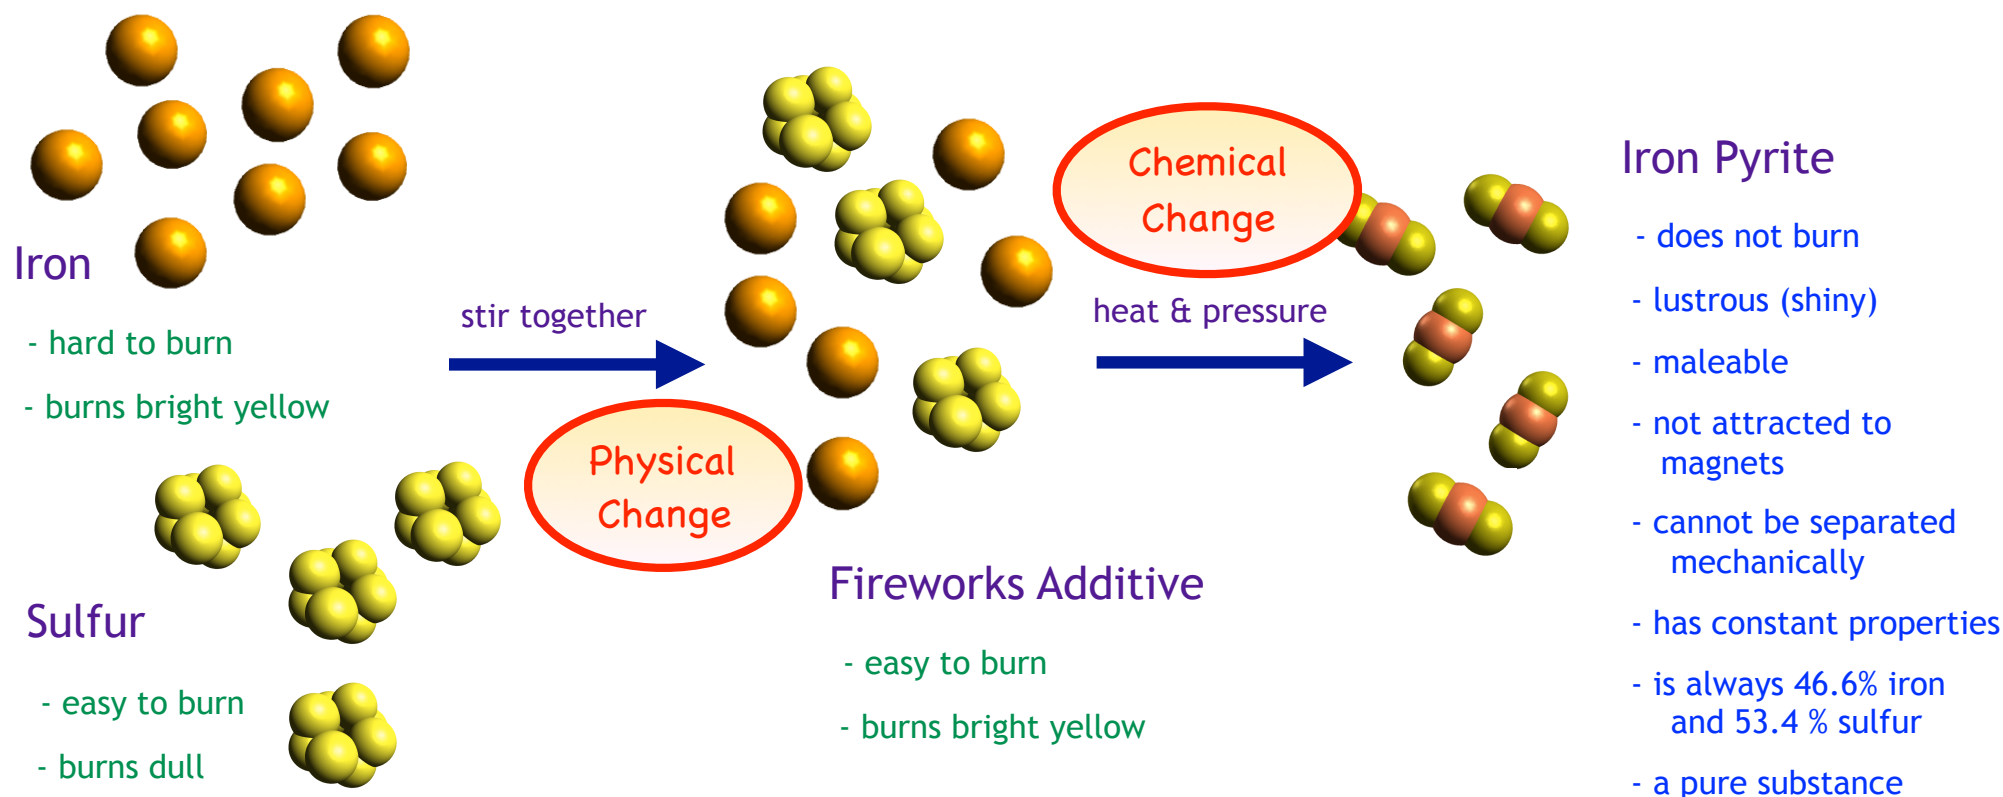 Iron
- hard to burn
- burns bright yellow
Sulfur
- easy to burn
- burns dull
stir together
Physical
Change
Fireworks Additive
- easy to burn
- burns bright yellow
Chemical
Change
heat & pressure
Iron Pyrite
- does not burn
- lustrous (shiny)
- maleable
- not attracted to
magnets
- cannot be separated
mechanically
- has constant properties
- is always 46.6% iron
and 53.4 % sulfur
- a pure substance